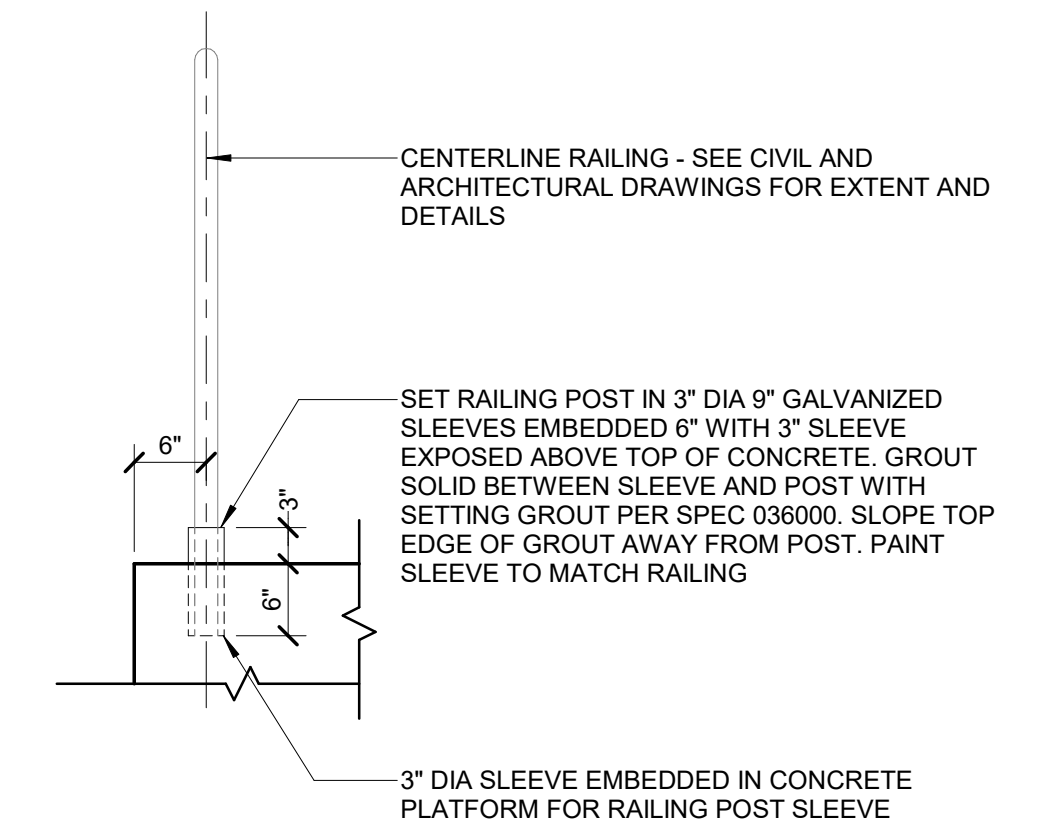 CENTERLINE RAILING - SEE CIVIL AND
ARCHITECTURAL DRAWINGS FOR EXTENT AND
DETAILS
SET RAILING POST IN 3" DIA 9" GALVANIZED
SLEEVES EMBEDDED 6" WITH 3" SLEEVE
EXPOSED ABOVE TOP OF CONCRETE. GROUT
SOLID BETWEEN SLEEVE AND POST WITH
SETTING GROUT PER SPEC 036000. SLOPE TOP
EDGE OF GROUT AWAY FROM POST. PAINT
SLEEVE TO MATCH RAILING
6"
3"
6"
3" DIA SLEEVE EMBEDDED IN CONCRETE
PLATFORM FOR RAILING POST SLEEVE